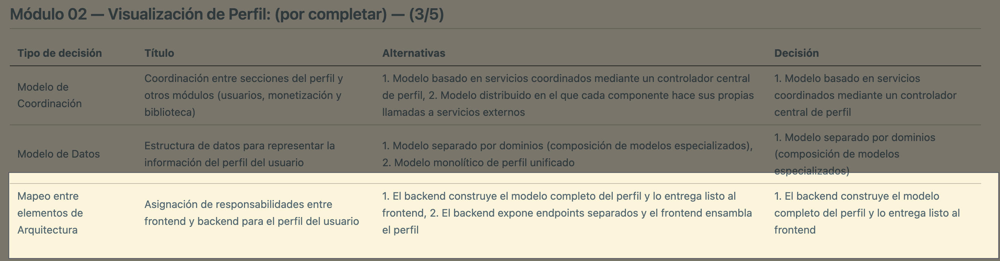 Módulo 02 — Visualización de Perfil: (por completar) — (3/5)
Tipo de decisión
Título
Alternativas
Decisión
Modelo de
Coordinación
Coordinación entre secciones del perfil y
otros módulos (usuarios, monetización y
biblioteca)
1. Modelo basado en servicios coordinados mediante un controlador central
de perfil, 2. Modelo distribuido en el que cada componente hace sus propias
llamadas a servicios externos
1. Modelo basado en servicios
coordinados mediante un controlador
central de perfil
Modelo de Datos
Estructura de datos para representar la
información del perfil del usuario
1. Modelo separado por dominios (composición de modelos especializados),
2. Modelo monolítico de perfil unificado
1. Modelo separado por dominios
(composición de modelos
especializados)
Mapeo entre
elementos de
Arquitectura
Asignación de responsabilidades entre
frontend y backend para el perfil del usuario
1. El backend construye el modelo completo del perfil y lo entrega listo al
frontend, 2. El backend expone endpoints separados y el frontend ensambla
el perfil
1. El backend construye el modelo
completo del perfil y lo entrega listo al
frontend